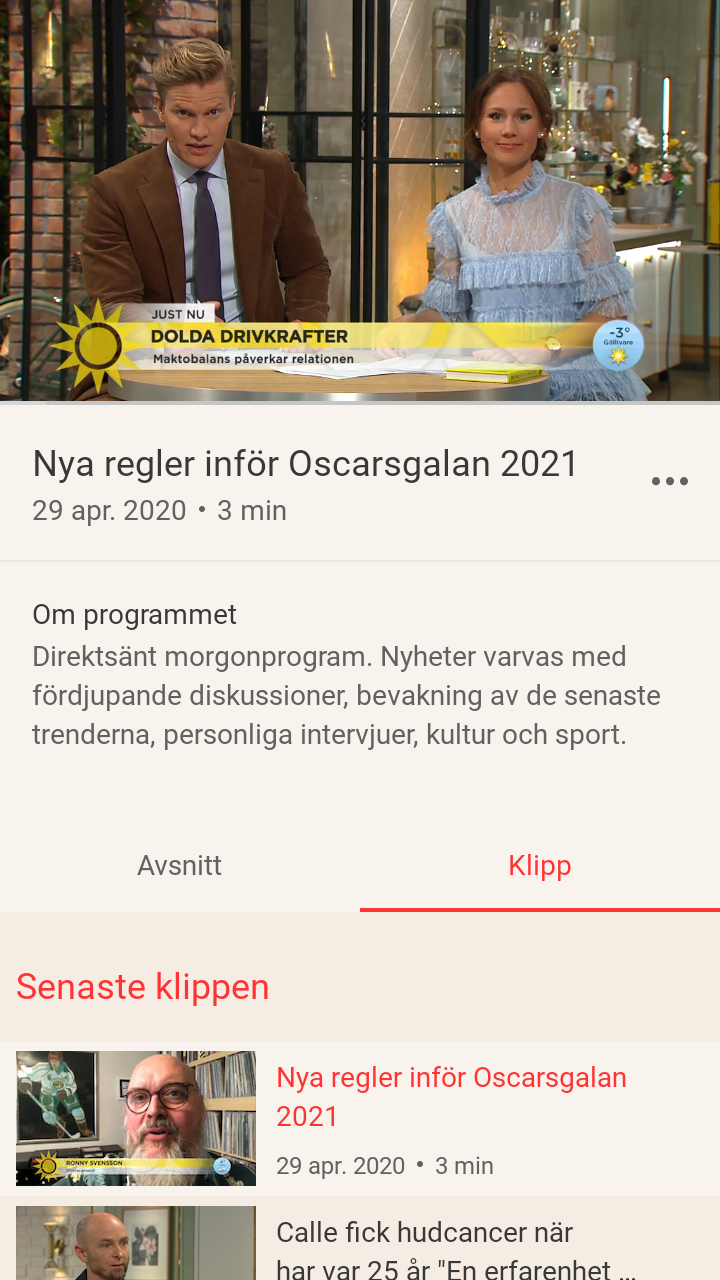 JUST NU
DOLDA DRIVKRAFTER
Maktobalans påverkar relationen
-3°
Gällivare
Nya regler inför Oscarsgalan 2021
29 apr. 2020 • 3 min
Om programmet
Direktsänt morgonprogram. Nyheter varvas med
fördjupande diskussioner, bevakning av de senaste
trenderna, personliga intervjuer, kultur och sport.
Avsnitt
Klipp
Senaste klippen
RONNY SVENSSON
Nya regler inför Oscarsgalan
2021
29 apr. 2020 • 3 min
Calle fick hudcancer när
han var 25 år "En erfarenhet ...